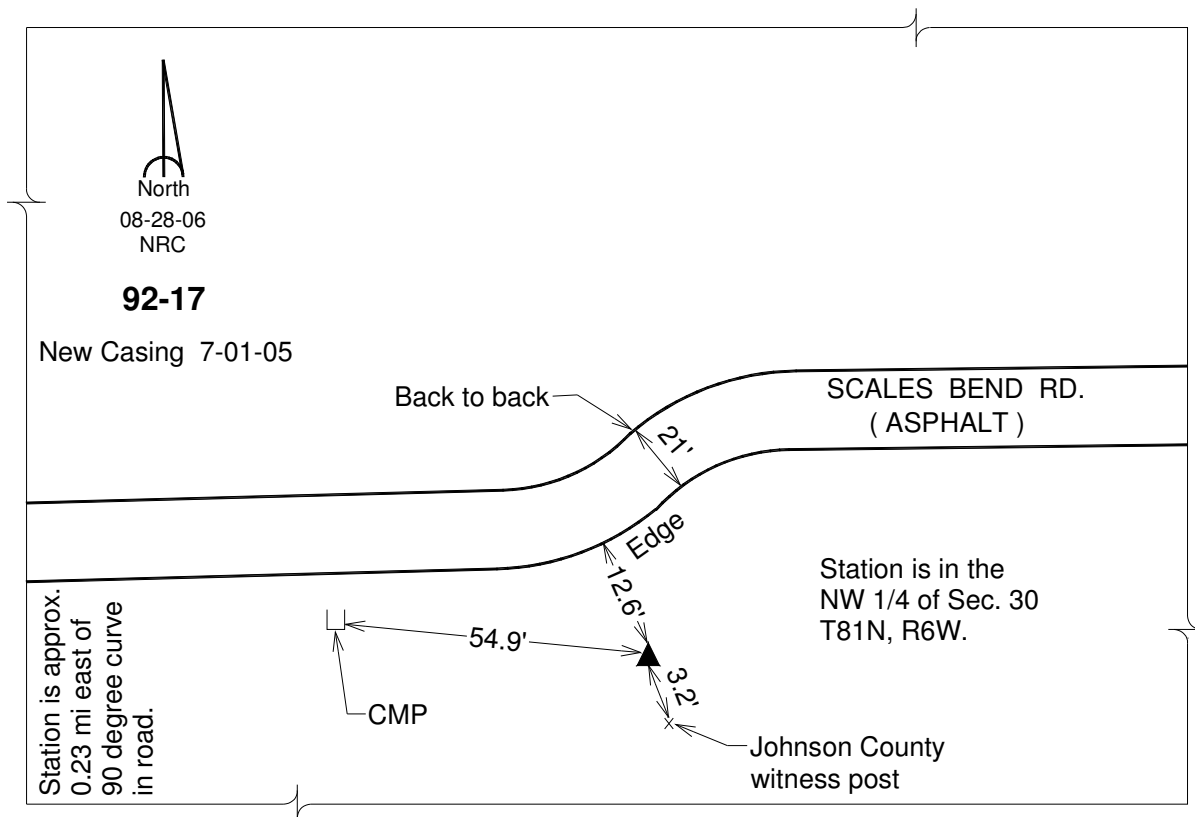 North
08-28-06
NRC
92-17
New Casing 7-01-05
Back to back
SCALES BEND RD.
( ASPHALT )
21'
Edge
12.6'
Station is in the
NW 1/4 of Sec. 30
T81N, R6W.
54.9'
3.2'
CMP
Johnson County
witness post
Station is approx.
0.23 mi east of
90 degree curve
in road.